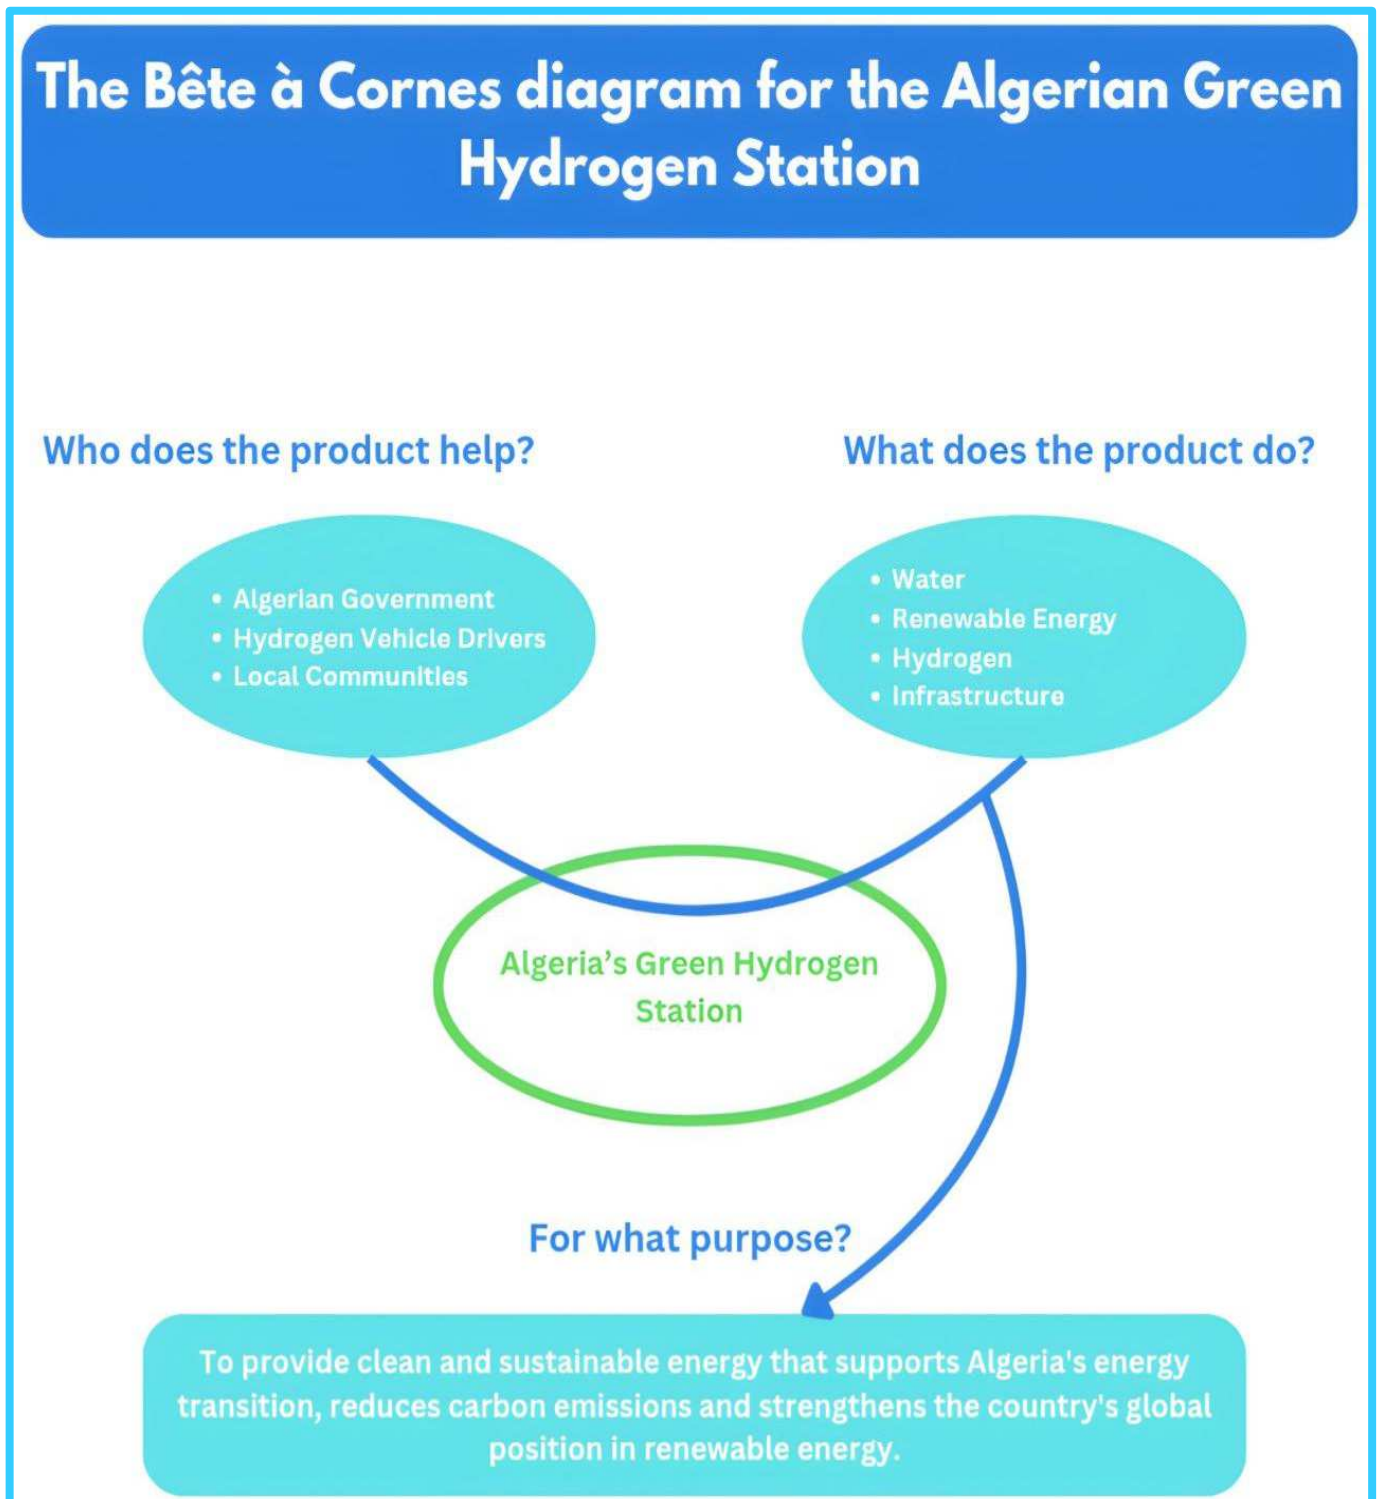 The Bête à Cornes diagram for the Algerian Green
Hydrogen Station
Who does the product help?
What does the product do?
• Algerian Government
• Hydrogen Vehicle Drivers
• Local Communities
• Water
• Renewable Energy
• Hydrogen
• Infrastructure
Algeria’s Green Hydrogen
Station
For what purpose?
To provide clean and sustainable energy that supports Algeria's energy
transition, reduces carbon emissions and strengthens the country's global
position in renewable energy.